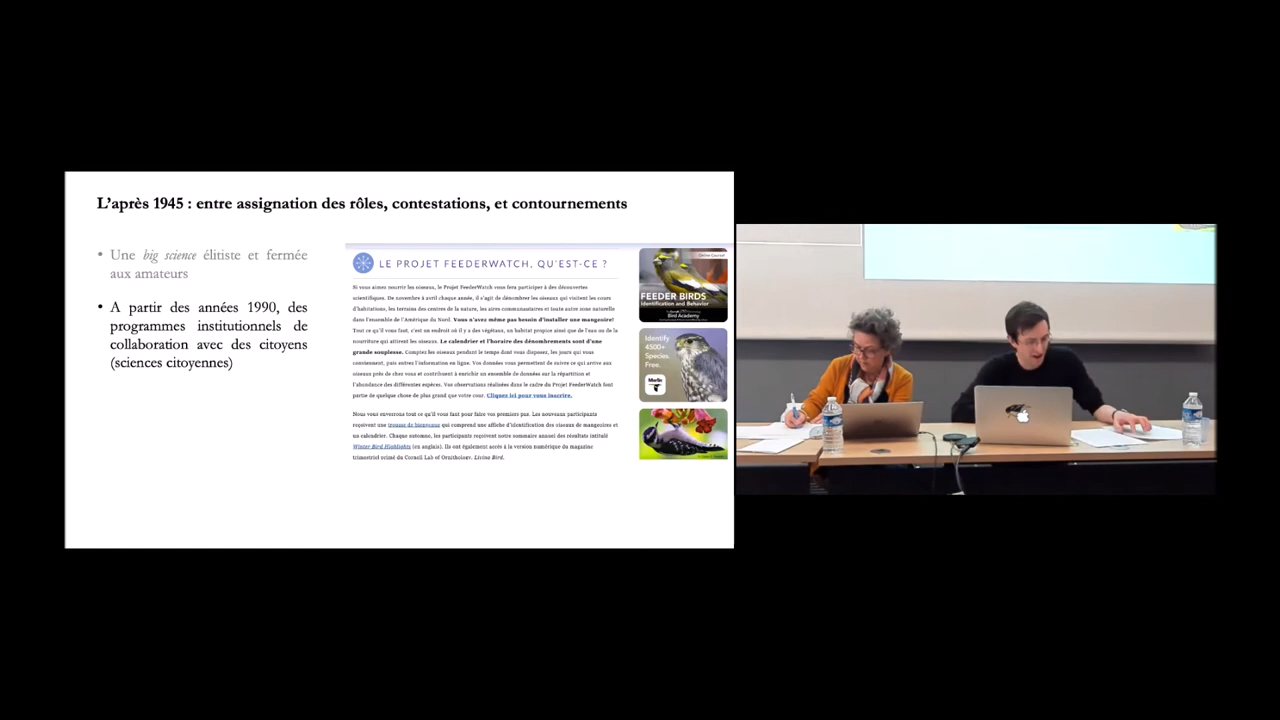 L'après 1945 : entre assignation des rôles, contestations, et contournements
• Une big science élitiste et fermée
aux amateurs
• A partir des années 1990, des
programmes institutionnels de
collaboration avec des citoyens
(sciences citoyennes)
LE PROJET FEEDERWATCH, QU'EST-CE ?
Si vous aimez nourrir les oiseaux, le Projet FeederWatch vous fera participer à des découvertes
scientifiques. De novembre à avril chaque année, il s'agit de dénombrer les oiseaux qui visitent les cours
d'habitations, les terrains des centres de la nature, les aires communautaires et toute autre zone naturelle
dans l'ensemble de l'Amérique du Nord. Vous n'avez même pas besoin d'installer une mangeoire!
Tout ce qu'il vous faut, c'est un endroit où il y a des végétaux, un habitat propice ainsi que de l'eau ou de la
nourriture qui attirent les oiseaux. Le calendrier et l'horaire des dénombrements sont d'une
grande souplesse. Comptez les oiseaux pendant le temps dont vous disposez, les jours qui vous
conviennent, puis entrez l'information en ligne. Vos données vous permettent de suivre ce qui arrive aux
oiseaux près de chez vous et contribuent à enrichir un ensemble de données sur la répartition et
l'abondance des différentes espèces. Vos observations réalisées dans le cadre du Projet FeederWatch font
partie de quelque chose de plus grand que votre cour. Cliquez ici pour vous inscrire.
Nous vous enverrons tout ce qu'il vous faut pour faire vos premiers pas. Les nouveaux participants
reçoivent une trousse de bienvenue qui comprend une affiche d'identification des oiseaux de mangeoires et
un calendrier. Chaque automne, les participants reçoivent notre sommaire annuel des résultats intitulé
Winter Bird Highlights (en anglais). Ils ont également accès à la version numérique du magazine
trimestriel primé du Cornell Lab of Ornithology, Living Bird.
Online Course!
FEEDER BIRDS
Identification and Behavior
Bird Academy
Identify
4500+
Species.
Free.
Merlin